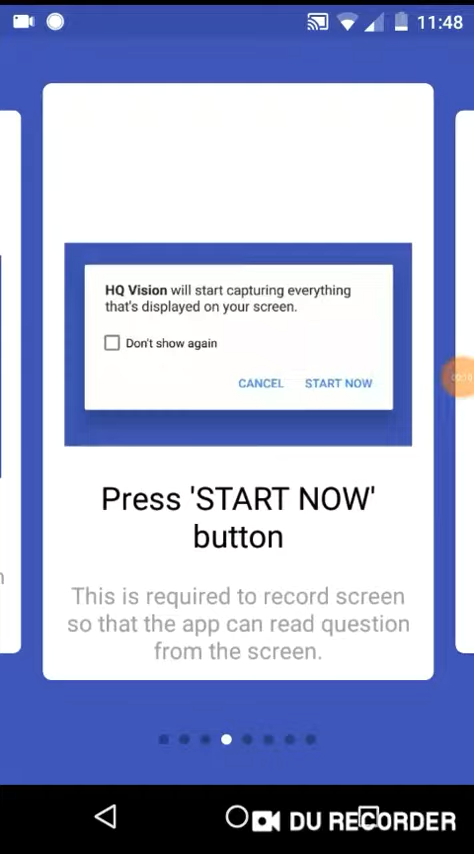 11:48
HQ Vision will start capturing everything
that's displayed on your screen.
Don't show again
CANCEL START NOW
Press 'START NOW'
button
This is required to record screen
so that the app can read question
from the screen.
DU RECORDER